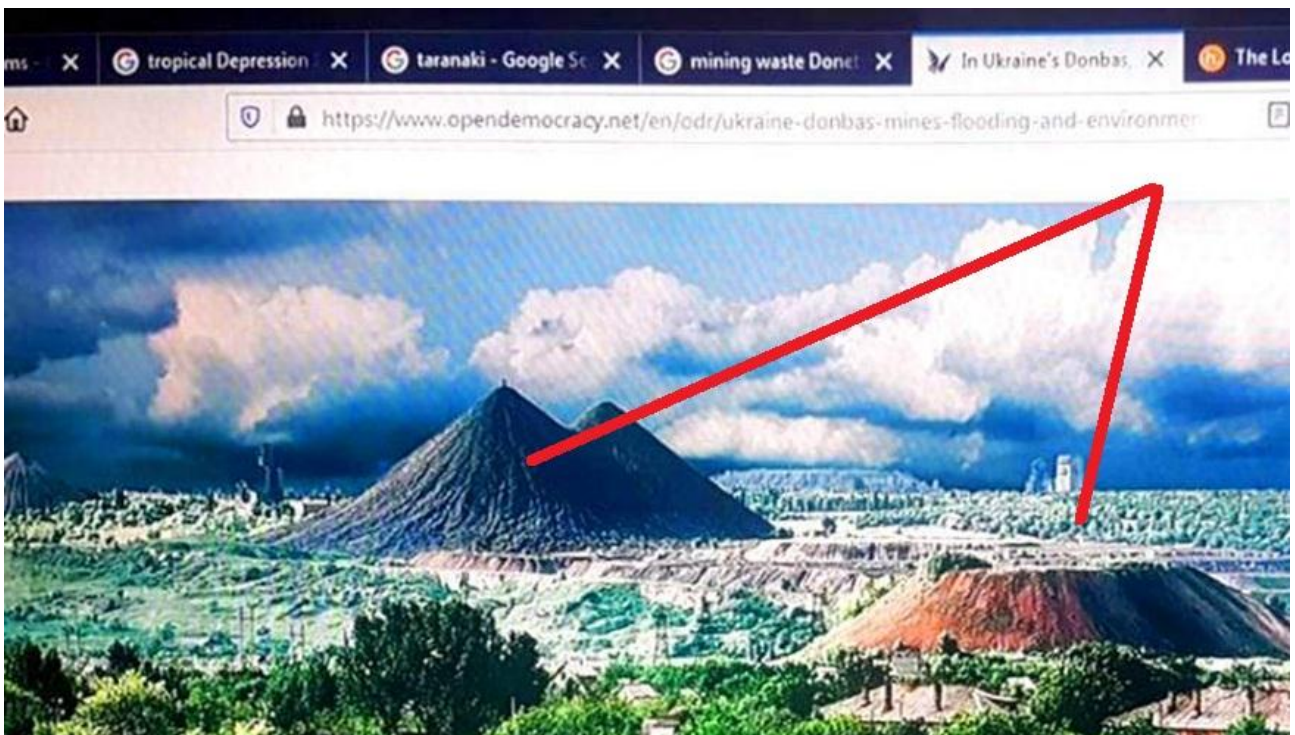 ms - tropical Depression taranaki - Google Sc mining waste Donet In Ukraine's Donbas, The Lo
https://www.opendemocracy.net/en/odr/ukraine-donbas-mines-flooding-and-environmen